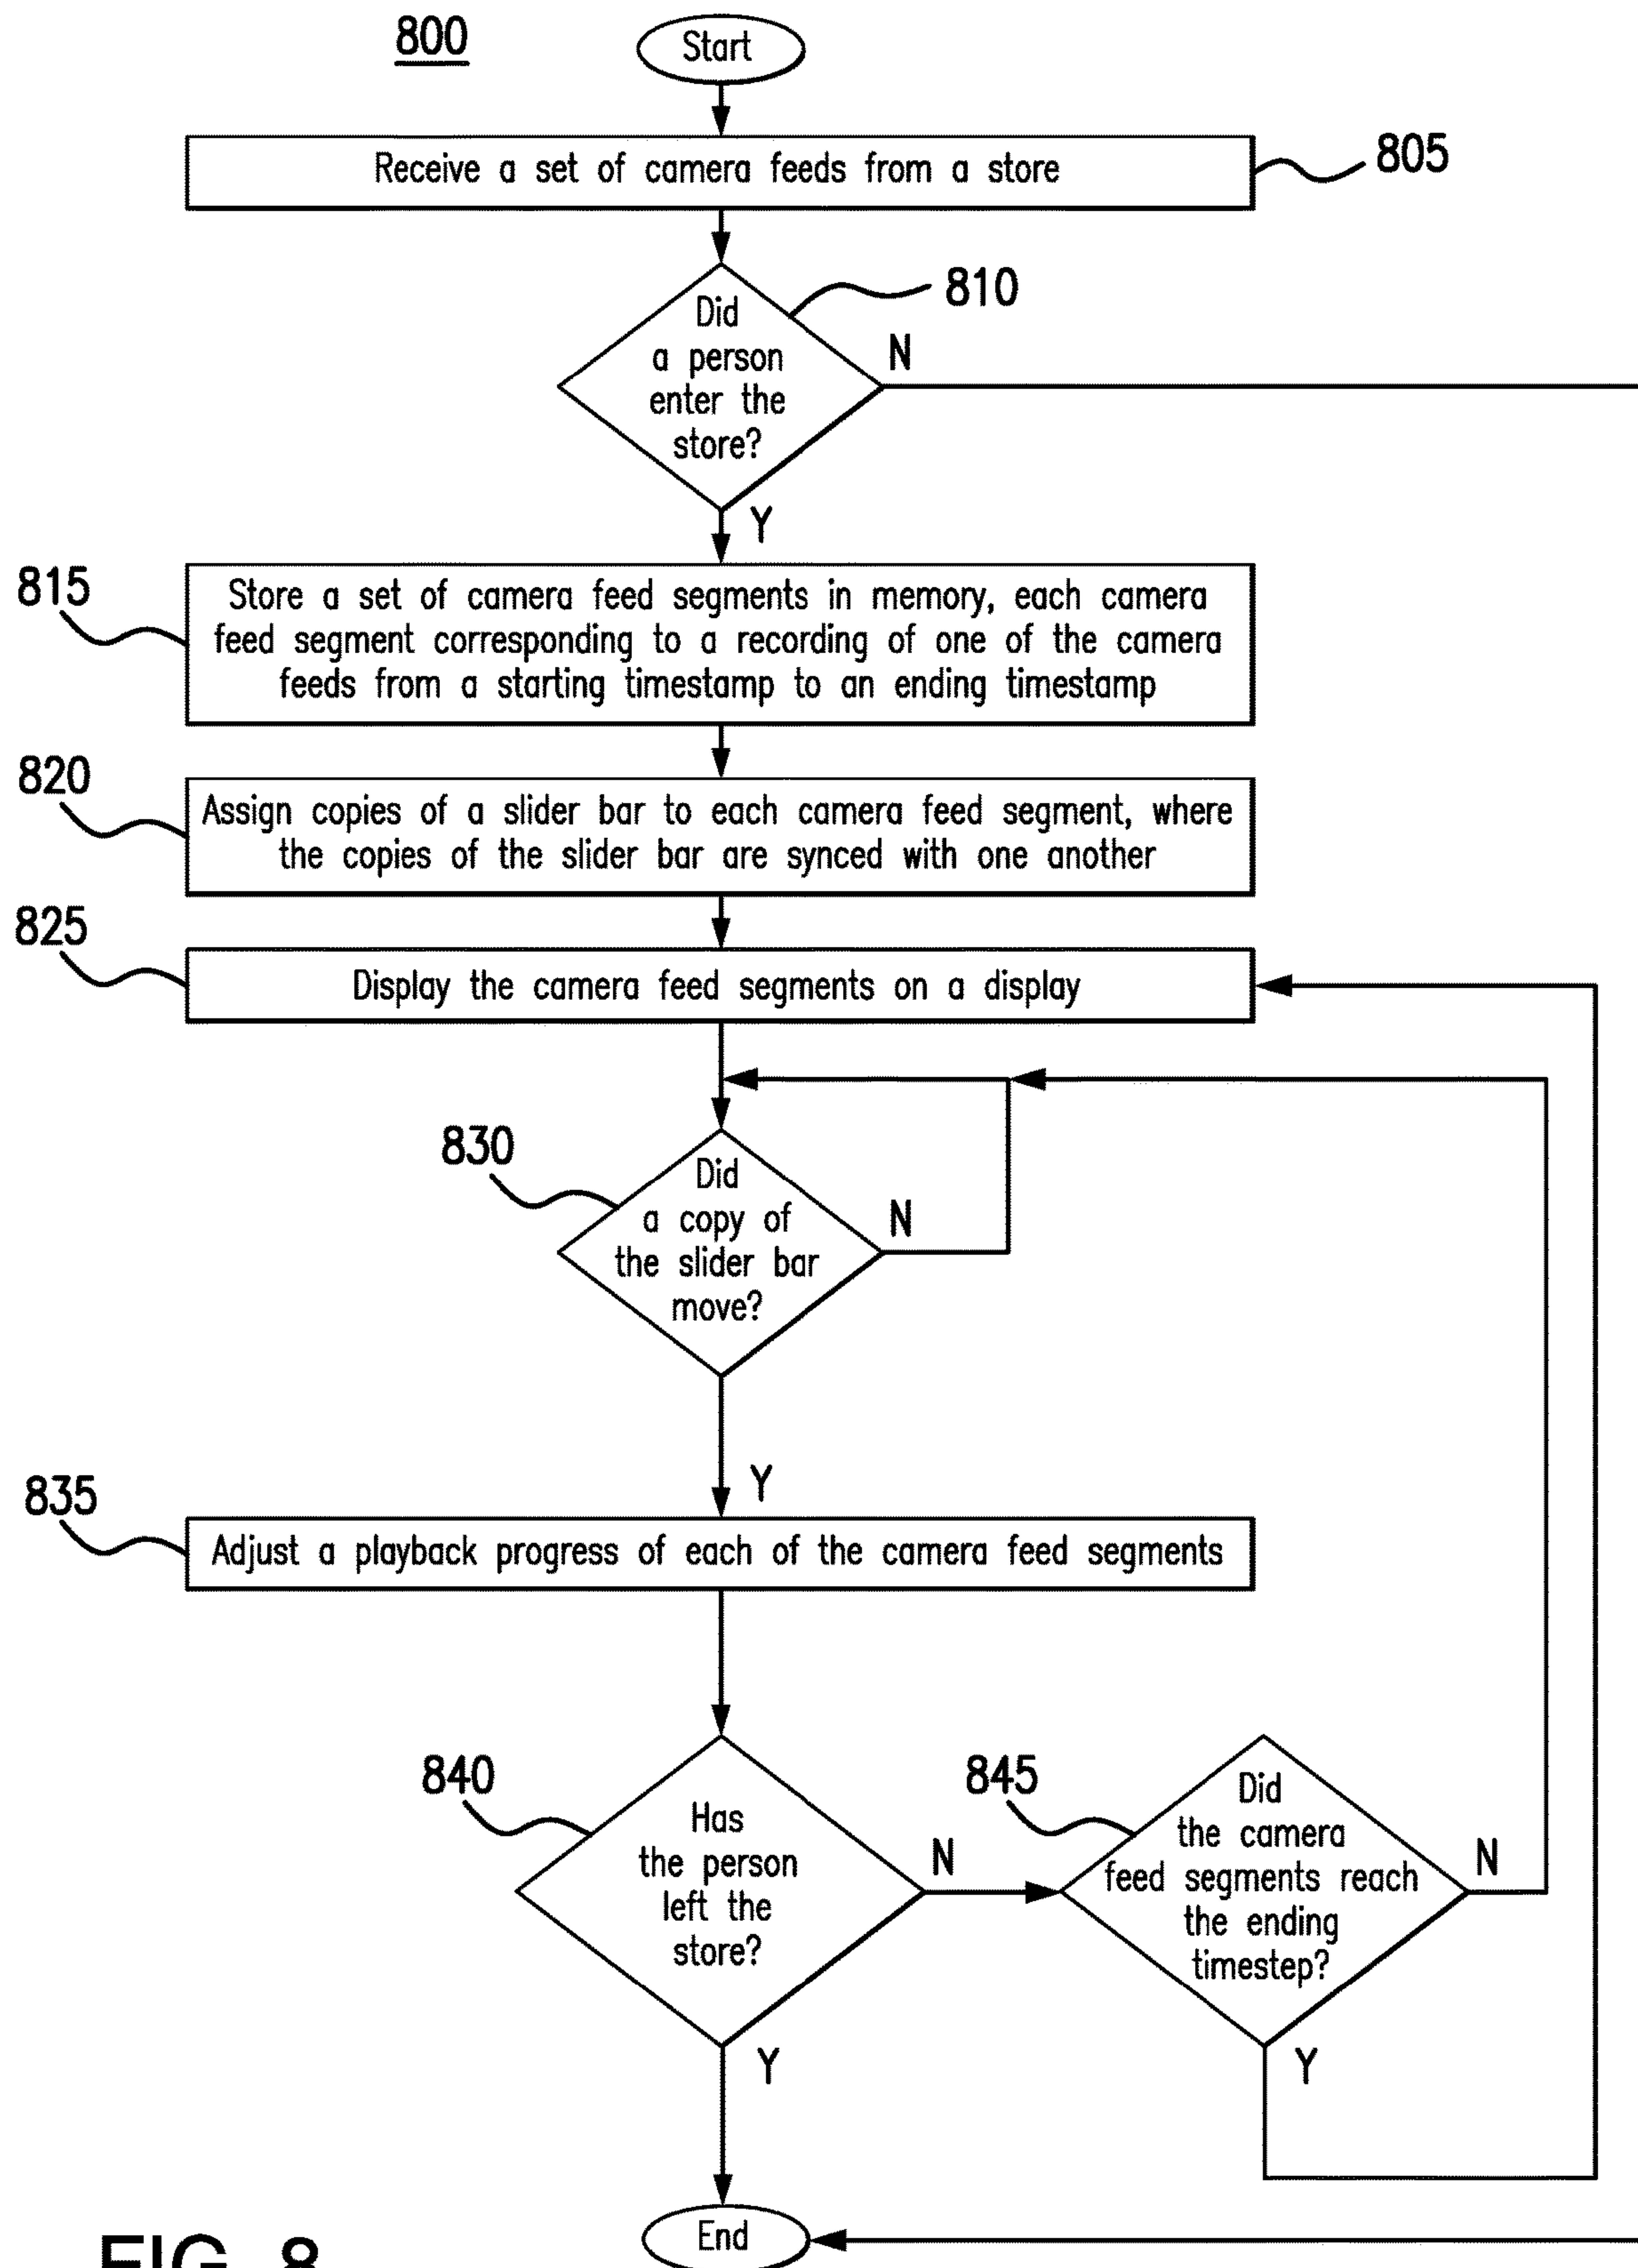 800
Start
Receive a set of camera feeds from a store
805
810
Did
a person
enter the
store?
N
Y
815
Store a set of camera feed segments in memory, each camera
feed segment corresponding to a recording of one of the camera
feeds from a starting timestamp to an ending timestamp
820
Assign copies of a slider bar to each camera feed segment, where
the copies of the slider bar are synced with one another
825
Display the camera feed segments on a display
830
Did
a copy of
the slider bar
move?
N
Y
835
Adjust a playback progress of each of the camera feed segments
840
Has
the person
left the
store?
N
Y
845
Did
the camera
feed segments reach
the ending
timestep?
N
Y
End
FIG. 8